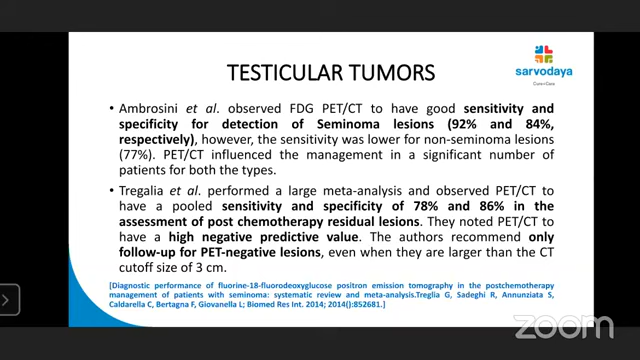 sarvodaya
TESTICULAR TUMORS
• Ambrosini et al. observed FDG PET/CT to have good sensitivity and
specificity for detection of Seminoma lesions (92% and 84%,
respectively), however, the sensitivity was lower for non-seminoma lesions
(77%). PET/CT influenced the management in a significant number of
patients for both the types.
• Tregalia et al. performed a large meta-analysis and observed PET/CT to
have a pooled sensitivity and specificity of 78% and 86% in the
assessment of post chemotherapy residual lesions. They noted PET/CT
to have a high negative predictive value. The authors recommend only
follow-up for PET-negative lesions, even when they are larger than the CT
cutoff size of 3 cm.
[Diagnostic performance of fluorine-18-fluorodeoxyglucose positron emission tomography in the postchemotherapy
management of patients with seminoma: systematic review and meta-analysis.Treglia G, Sadeghi R, Annunziata S,
Caldarella C, Bertagna F, Giovanella L; Biomed Res Int. 2014; 2014():852681.]
zoom